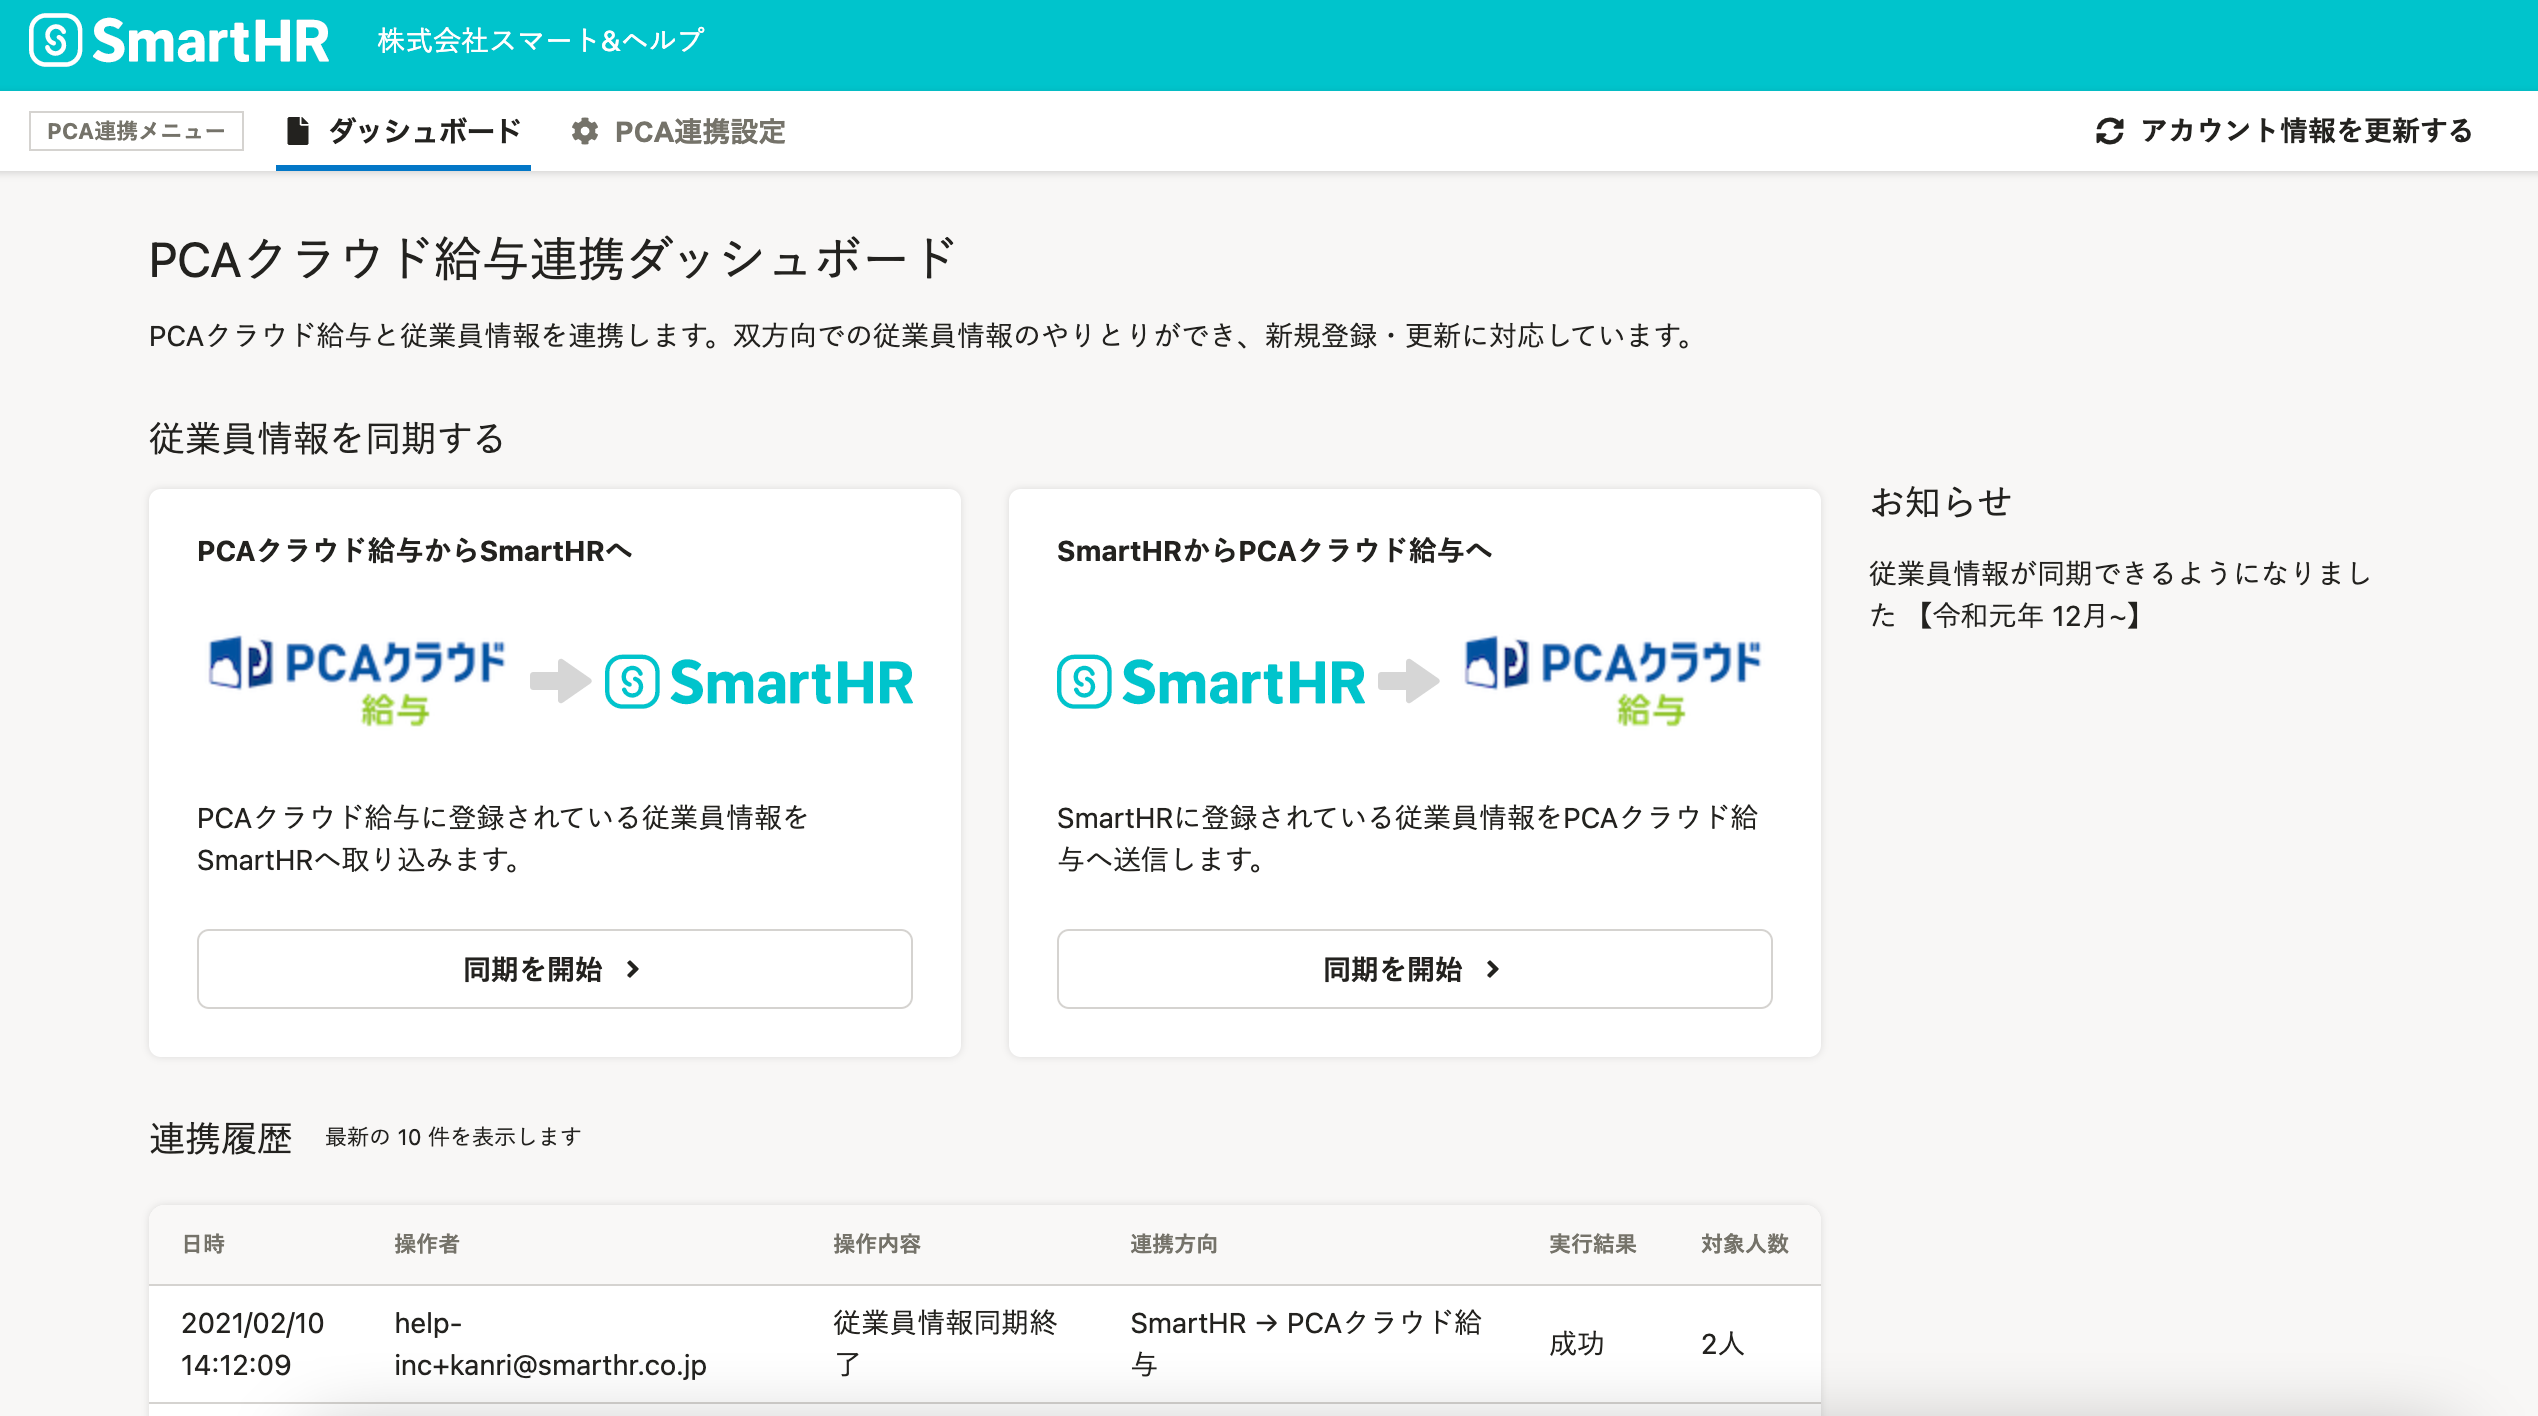 SmartHR
株式会社スマート&ヘルプ
PCA連携メニュー
ダッシュボード
PCA連携設定
アカウント情報を更新する
PCAクラウド給与連携ダッシュボード
PCAクラウド給与と従業員情報を連携します。双方向での従業員情報のやりとりができ、新規登録・更新に対応しています。
従業員情報を同期する
PCAクラウド給与からSmartHRへ
PCAクラウド
給与
SmartHR
PCAクラウド給与に登録されている従業員情報を
SmartHRへ取り込みます。
同期を開始
SmartHRからPCAクラウド給与へ
SmartHR
PCAクラウド
給与
SmartHRに登録されている従業員情報をPCAクラウド給
与へ送信します。
同期を開始
お知らせ
従業員情報が同期できるようになりまし
た 【令和元年 12月~】
連携履歴
最新の 10 件を表示します
日時 操作者 操作内容 連携方向 実行結果 対象人数
2021/02/10
14:12:09
help-
inc+kanri@smarthr.co.jp
従業員情報同期終
了
SmartHR → PCAクラウド給
与
成功
2人